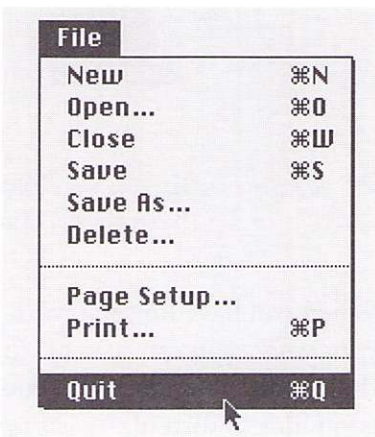 File
New ⌘N
Open... ⌘O
Close ⌘W
Save ⌘S
Save As...
Delete...
Page Setup...
Print... ⌘P
Quit ⌘Q